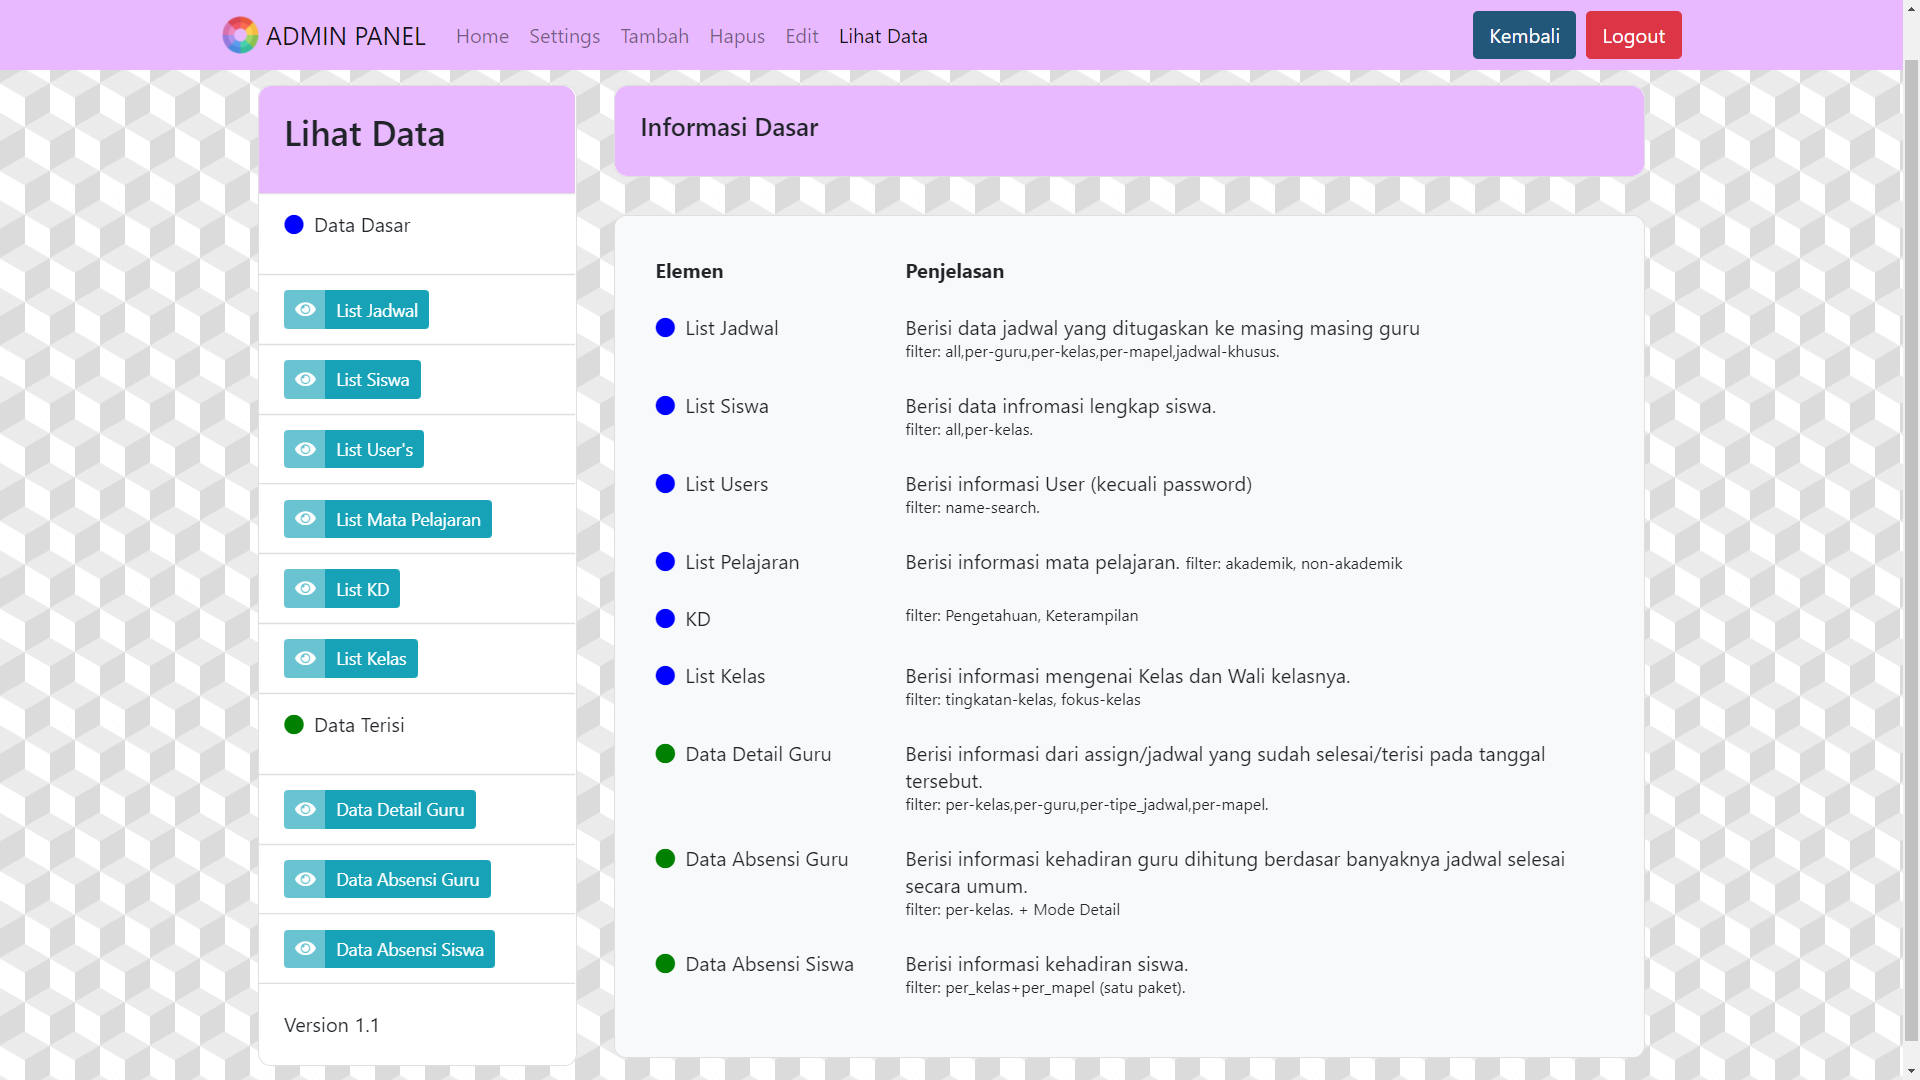 ADMIN PANEL Home Settings Tambah Hapus Edit Lihat Data Kembali Logout
Lihat Data
Data Dasar
List Jadwal
List Siswa
List User's
List Mata Pelajaran
List KD
List Kelas
Data Terisi
Data Detail Guru
Data Absensi Guru
Data Absensi Siswa
Version 1.1
Informasi Dasar
Elemen Penjelasan
List Jadwal Berisi data jadwal yang ditugaskan ke masing masing guru
filter: all,per-guru,per-kelas,per-mapel,jadwal-khusus.
List Siswa Berisi data infromasi lengkap siswa.
filter: all,per-kelas.
List Users Berisi informasi User (kecuali password)
filter: name-search.
List Pelajaran Berisi informasi mata pelajaran. filter: akademik, non-akademik
KD filter: Pengetahuan, Keterampilan
List Kelas Berisi informasi mengenai Kelas dan Wali kelasnya.
filter: tingkatan-kelas, fokus-kelas
Data Detail Guru Berisi informasi dari assign/jadwal yang sudah selesai/terisi pada tanggal
tersebut.
filter: per-kelas,per-guru,per-tipe_jadwal,per-mapel.
Data Absensi Guru Berisi informasi kehadiran guru dihitung berdasar banyaknya jadwal selesai
secara umum.
filter: per-kelas. + Mode Detail
Data Absensi Siswa Berisi informasi kehadiran siswa.
filter: per_kelas+per_mapel (satu paket).